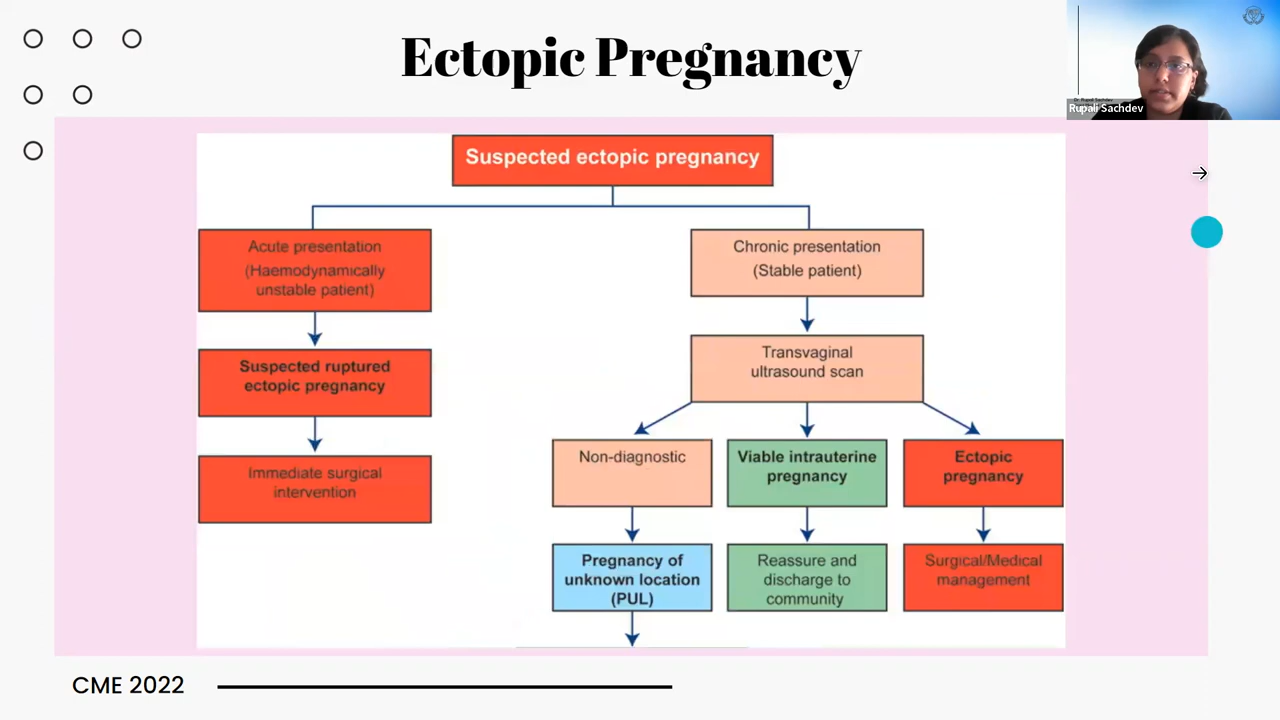 Ectopic Pregnancy
Rupali Sachdev
Suspected ectopic pregnancy
Acute presentation
(Haemodynamically
unstable patient)
Suspected ruptured
ectopic pregnancy
Immediate surgical
intervention
Chronic presentation
(Stable patient)
Transvaginal
ultrasound scan
Non-diagnostic
Pregnancy of
unknown location
(PUL)
Viable intrauterine
pregnancy
Reassure and
discharge to
community
Ectopic
pregnancy
Surgical/Medical
management
CME 2022